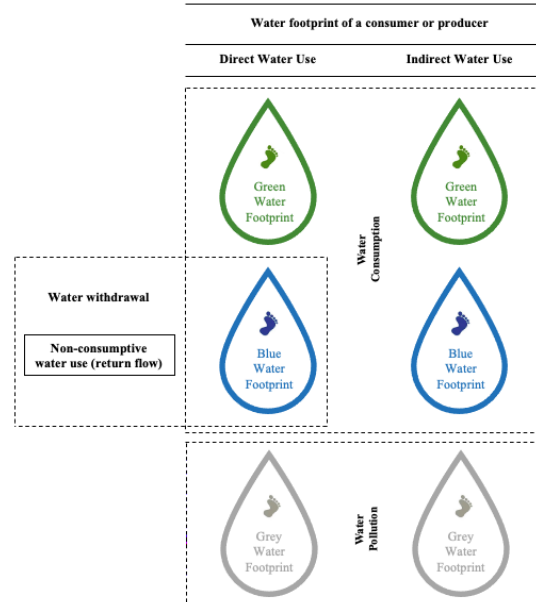 Water footprint of a consumer or producer
Direct Water Use
Indirect Water Use
Green
Water
Footprint
Green
Water
Footprint
Water
Consumption
Water withdrawal
Non-consumptive
water use (return flow)
Blue
Water
Footprint
Blue
Water
Footprint
Grey
Water
Footprint
Water
Pollution
Grey
Water
Footprint